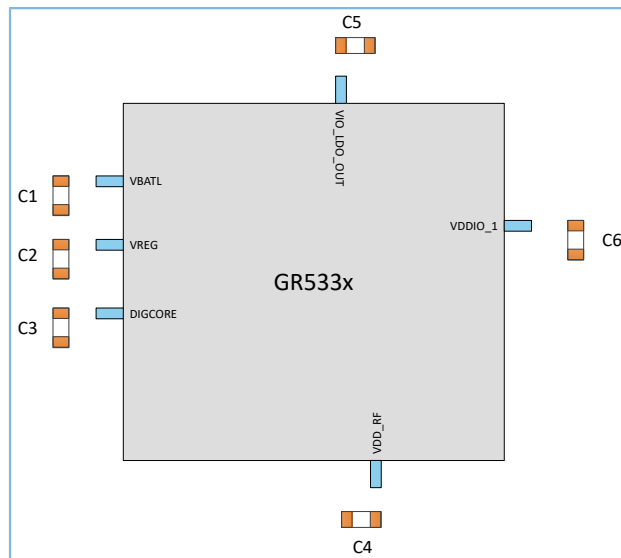 C5
VIO_LDO_OUT
C1
VBATL
VDDIO_1
C6
C2
VREG
GR533x
C3
DIGCORE
VDD_RF
C4